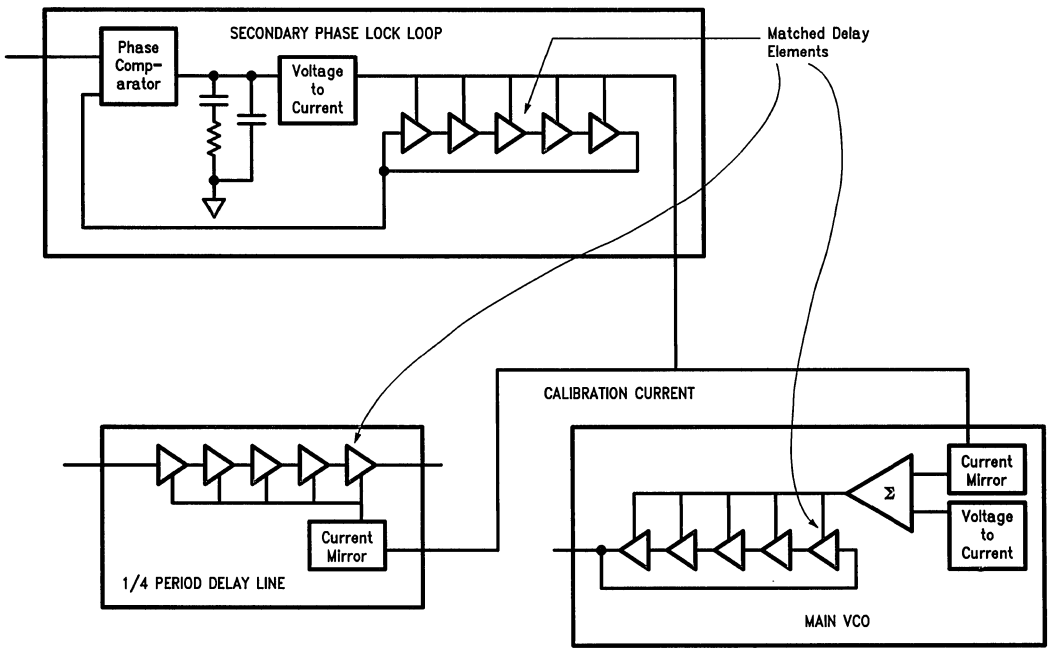 SECONDARY PHASE LOCK LOOP
Phase
Comp-
arator
Voltage
to
Current
Matched Delay
Elements
CALIBRATION CURRENT
Current
Mirror
1/4 PERIOD DELAY LINE
Σ
Current
Mirror
Voltage
to
Current
MAIN VCO